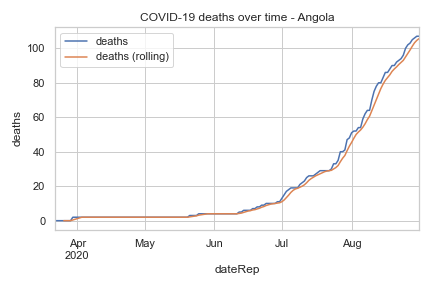 COVID-19 deaths over time - Angola
deaths
deaths (rolling)
deaths
100
80
60
40
20
0
Apr
2020
May
Jun
Jul
Aug
dateRep